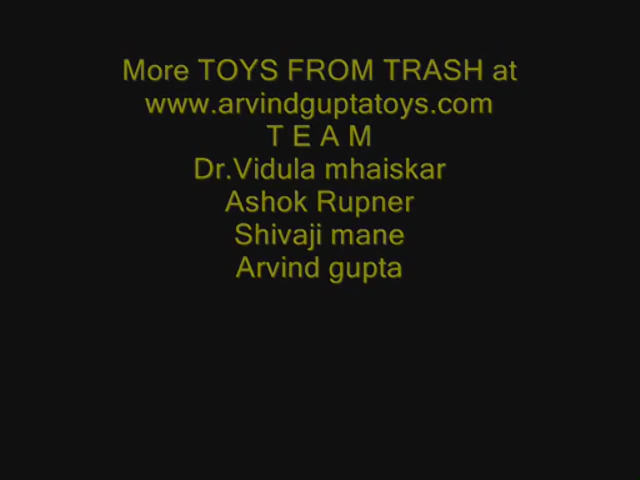 More TOYS FROM TRASH at
www.arvindguptatoys.com
T E A M
Dr.Vidula mhaiskar
Ashok Rupner
Shivaji mane
Arvind gupta